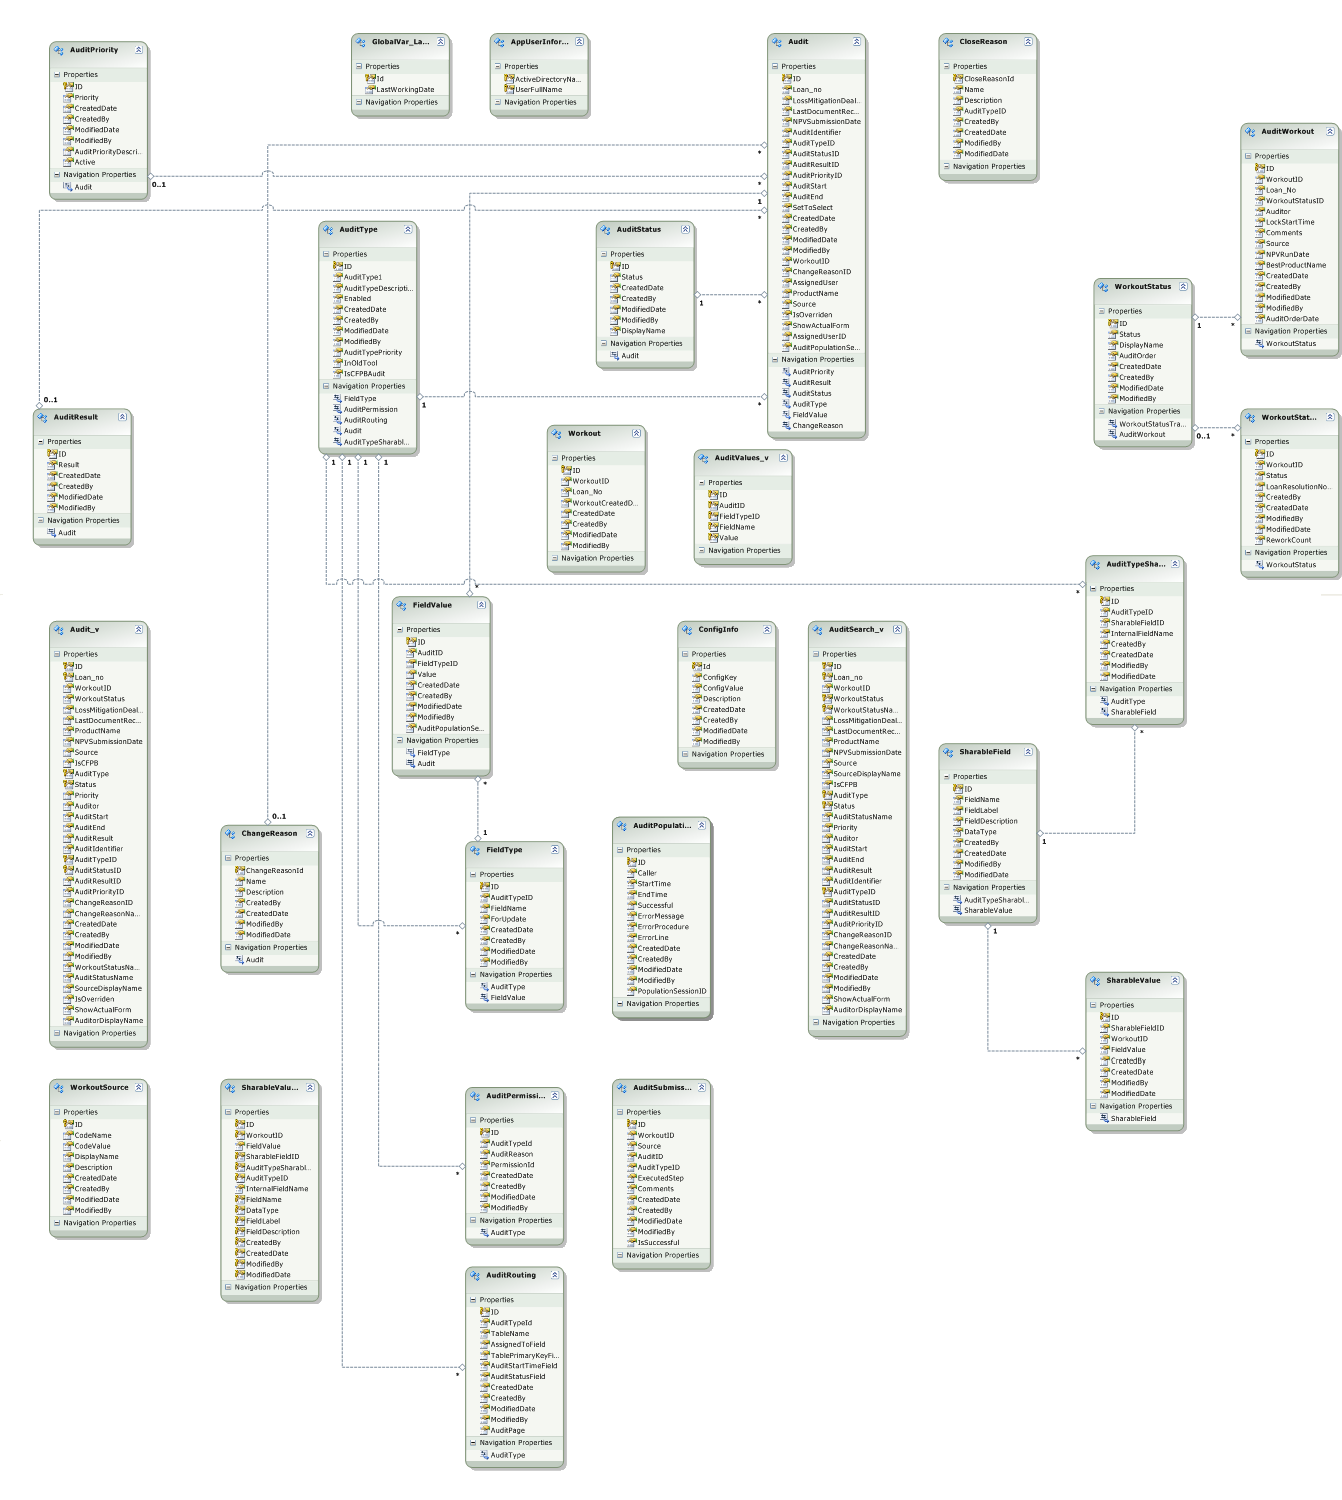 AuditPriority
Properties
ID
Priority
CreatedDate
CreatedBy
ModifiedDate
ModifiedBy
AuditPriorityDescri...
Active
Navigation Properties
Audit
0..1
GlobalVar_La...
Properties
Id
LastWorkingDate
Navigation Properties
AppUserInfor...
Properties
ActiveDirectoryNa...
UserFullName
Navigation Properties
Audit
Properties
ID
Loan_no
LossMitigationDeal...
LastDocumentRec...
NPVSubmissionDate
AuditIdentifier
AuditTypeID
AuditStatusID
AuditResultID
AuditPriorityID
AuditStart
AuditEnd
SetToSelect
CreatedDate
CreatedBy
ModifiedDate
ModifiedBy
WorkoutID
ChangeReasonID
AssignedUser
ProductName
Source
IsOverriden
ShowActualForm
AssignedUserID
AuditPopulationSe...
Navigation Properties
AuditPriority
AuditResult
AuditStatus
AuditType
FieldValue
ChangeReason
*
*
1
*
*
*
CloseReason
Properties
CloseReasonId
Name
Description
AuditTypeID
CreatedBy
CreatedDate
ModifiedBy
ModifiedDate
Navigation Properties
AuditWorkout
Properties
ID
WorkoutID
Loan_No
WorkoutStatusID
Auditor
LockStartTime
Comments
Source
NPVRunDate
BestProductName
CreatedDate
CreatedBy
ModifiedDate
ModifiedBy
AuditOrderDate
Navigation Properties
WorkoutStatus
AuditType
Properties
ID
AuditType1
AuditTypeDescripti...
Enabled
CreatedDate
CreatedBy
ModifiedDate
ModifiedBy
AuditTypePriority
InOldTool
IsCFPBAudit
Navigation Properties
FieldType
AuditPermission
AuditRouting
Audit
AuditTypeSharabl...
1
1
1
1
1
AuditStatus
Properties
ID
Status
CreatedDate
CreatedBy
ModifiedDate
ModifiedBy
DisplayName
Navigation Properties
Audit
1
WorkoutStatus
Properties
ID
Status
DisplayName
AuditOrder
CreatedDate
CreatedBy
ModifiedDate
ModifiedBy
Navigation Properties
WorkoutStatusTra...
AuditWorkout
1
*
0..1
*
0..1
AuditResult
Properties
ID
Result
CreatedDate
CreatedBy
ModifiedDate
ModifiedBy
Navigation Properties
Audit
Workout
Properties
ID
WorkoutID
Loan_No
WorkoutCreatedD...
CreatedDate
CreatedBy
ModifiedDate
ModifiedBy
Navigation Properties
AuditValues_v
Properties
ID
AuditID
FieldTypeID
FieldName
Value
Navigation Properties
WorkoutStat...
Properties
ID
WorkoutID
Status
LoanResolutionNo...
CreatedBy
CreatedDate
ModifiedBy
ModifiedDate
ReworkCount
Navigation Properties
WorkoutStatus
AuditTypeSha...
Properties
ID
AuditTypeID
SharableFieldID
InternalFieldName
CreatedBy
CreatedDate
ModifiedBy
ModifiedDate
Navigation Properties
AuditType
SharableField
*
*
Audit_v
Properties
ID
Loan_no
WorkoutID
WorkoutStatus
LossMitigationDeal...
LastDocumentRec...
ProductName
NPVSubmissionDate
Source
IsCFPB
AuditType
Status
Priority
Auditor
AuditStart
AuditEnd
AuditResult
AuditIdentifier
AuditTypeID
AuditStatusID
AuditResultID
AuditPriorityID
ChangeReasonID
ChangeReasonNa...
CreatedDate
CreatedBy
ModifiedDate
ModifiedBy
WorkoutStatusNa...
AuditStatusName
SourceDisplayName
IsOverriden
ShowActualForm
AuditorDisplayName
Navigation Properties
*
FieldValue
Properties
ID
AuditID
FieldTypeID
Value
CreatedDate
CreatedBy
ModifiedDate
ModifiedBy
AuditPopulationSe...
Navigation Properties
FieldType
Audit
*
1
ConfigInfo
Properties
Id
ConfigKey
ConfigValue
Description
CreatedDate
CreatedBy
ModifiedDate
ModifiedBy
Navigation Properties
AuditSearch_v
Properties
ID
Loan_no
WorkoutID
WorkoutStatus
WorkoutStatusNa...
LossMitigationDeal...
LastDocumentRec...
ProductName
NPVSubmissionDate
Source
SourceDisplayName
IsCFPB
AuditType
Status
AuditStatusName
Priority
Auditor
AuditStart
AuditEnd
AuditResult
AuditIdentifier
AuditTypeID
AuditStatusID
AuditResultID
AuditPriorityID
ChangeReasonID
ChangeReasonNa...
CreatedDate
CreatedBy
ModifiedDate
ModifiedBy
ShowActualForm
AuditorDisplayName
Navigation Properties
SharableField
Properties
ID
FieldName
FieldLabel
FieldDescription
DataType
CreatedBy
CreatedDate
ModifiedBy
ModifiedDate
Navigation Properties
AuditTypeSharabl...
SharableValue
1
1
0..1
ChangeReason
Properties
ChangeReasonId
Name
Description
CreatedBy
CreatedDate
ModifiedBy
ModifiedDate
Navigation Properties
Audit
FieldType
Properties
ID
AuditTypeID
FieldName
ForUpdate
CreatedDate
CreatedBy
ModifiedDate
ModifiedBy
Navigation Properties
AuditType
FieldValue
*
AuditPopulati...
Properties
ID
Caller
StartTime
EndTime
Successful
ErrorMessage
ErrorProcedure
ErrorLine
CreatedDate
CreatedBy
ModifiedDate
ModifiedBy
PopulationSessionID
Navigation Properties
SharableValue
Properties
ID
SharableFieldID
WorkoutID
FieldValue
CreatedBy
CreatedDate
ModifiedBy
ModifiedDate
Navigation Properties
SharableField
*
WorkoutSource
Properties
ID
CodeName
CodeValue
DisplayName
Description
CreatedDate
CreatedBy
ModifiedDate
ModifiedBy
Navigation Properties
SharableValu...
Properties
ID
WorkoutID
FieldValue
SharableFieldID
AuditTypeSharabl...
AuditTypeID
InternalFieldName
FieldName
DataType
FieldLabel
FieldDescription
CreatedBy
CreatedDate
ModifiedBy
ModifiedDate
Navigation Properties
AuditPermissi...
Properties
ID
AuditTypeId
AuditReason
PermissionId
CreatedDate
CreatedBy
ModifiedDate
ModifiedBy
Navigation Properties
AuditType
*
AuditSubmiss...
Properties
ID
WorkoutID
Source
AuditID
AuditTypeID
ExecutedStep
Comments
CreatedDate
CreatedBy
ModifiedDate
ModifiedBy
IsSuccessful
Navigation Properties
AuditRouting
Properties
ID
AuditTypeId
TableName
AssignedToField
TablePrimaryKeyFi...
AuditStartTimeField
AuditStatusField
CreatedDate
CreatedBy
ModifiedDate
ModifiedBy
AuditPage
Navigation Properties
AuditType
*